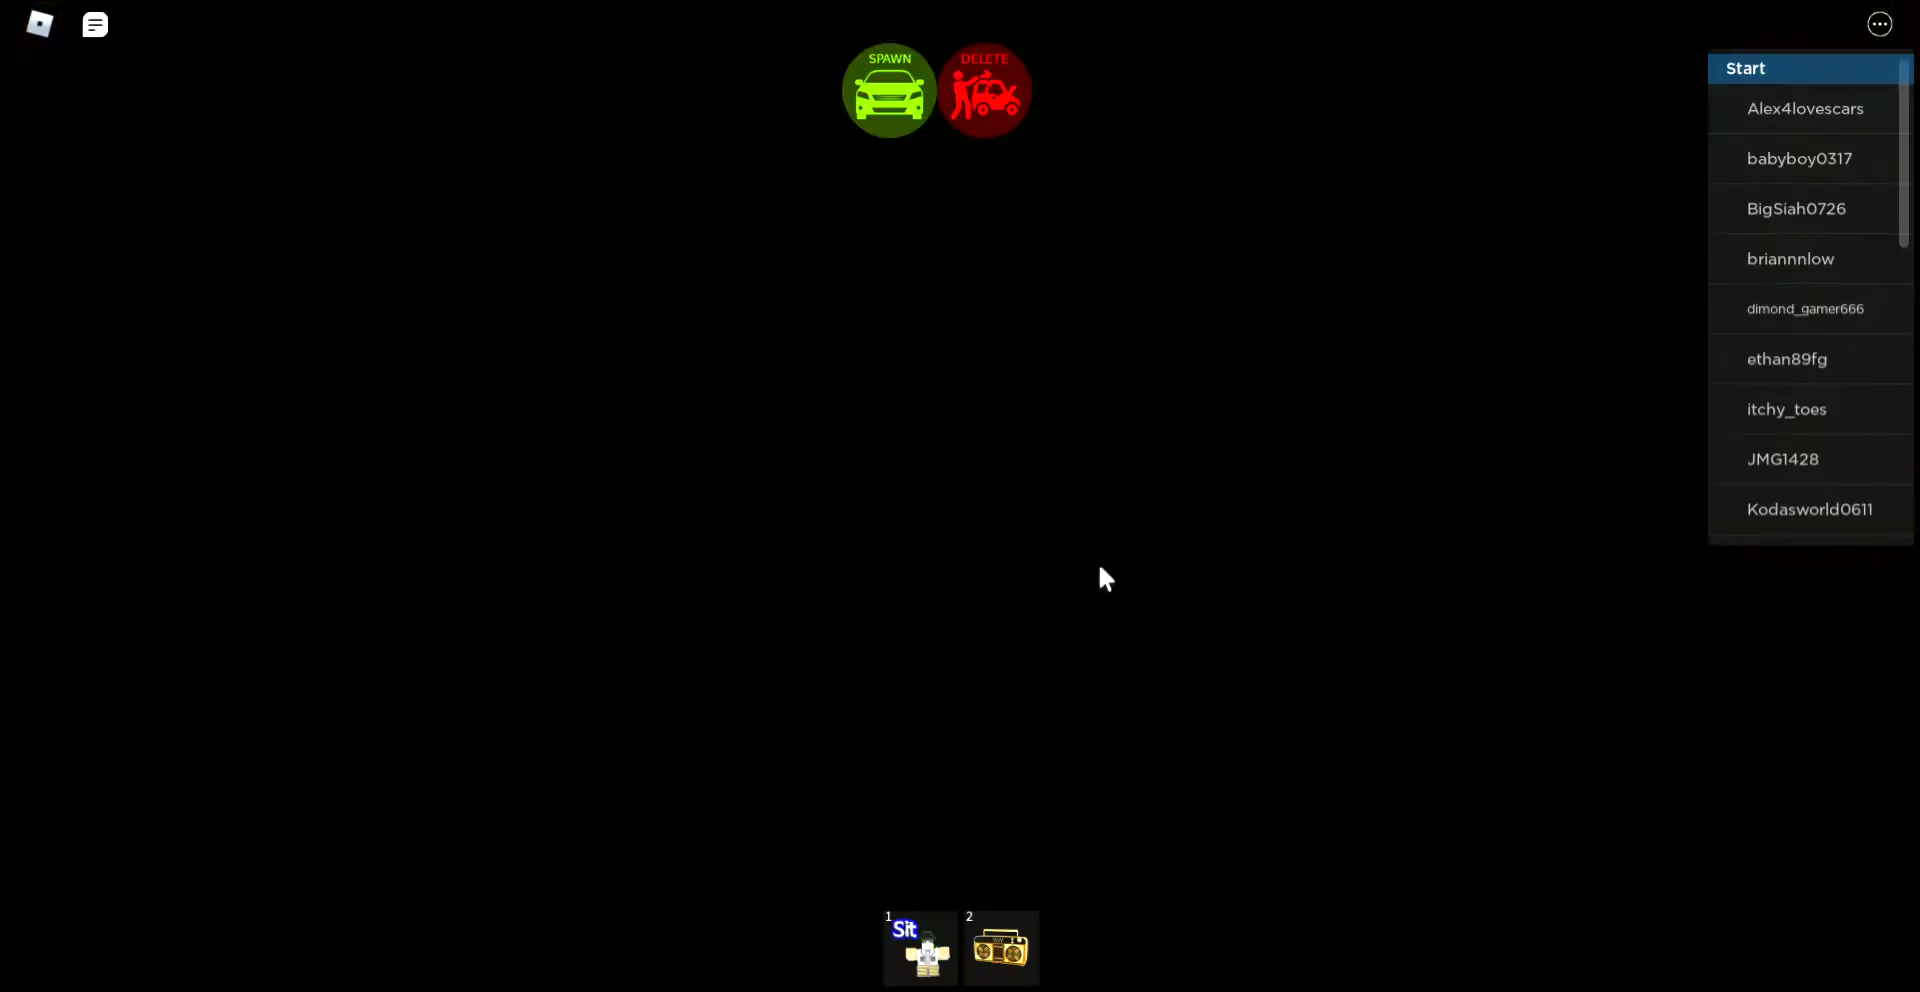 SPAWN
DELETE
Start
Alex4lovescars
babyboy0317
BigSiah0726
briannnlow
dimond_gamer666
ethan89fg
itchy_toes
JMG1428
Kodasworld0611
1
Sit
2